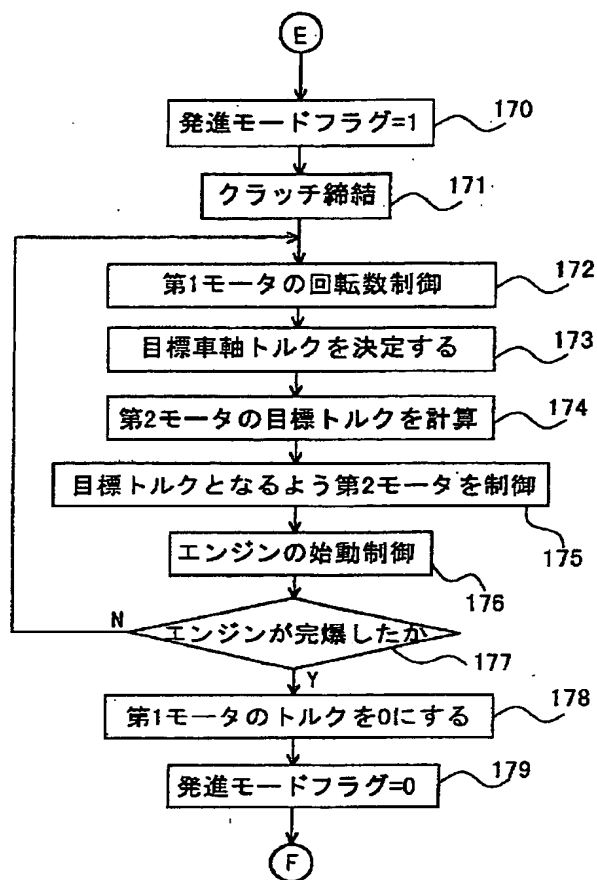 E
発進モードフラグ=1
170
クラッチ締結
171
第1モータの回転数制御
172
目標車軸トルクを決定する
173
第2モータの目標トルクを計算
174
目標トルクとなるよう第2モータを制御
175
エンジンの始動制御
176
N
エンジンが完爆したか
177
Y
第1モータのトルクを0にする
178
発進モードフラグ=0
179
F